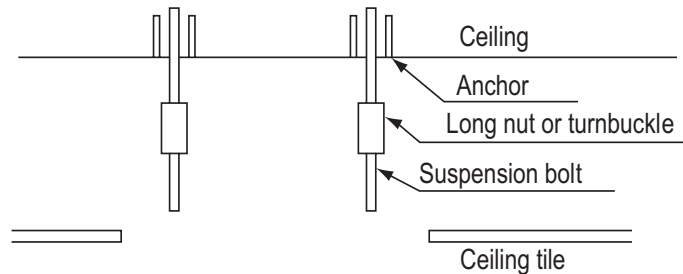 Ceiling
Anchor
Long nut or turnbuckle
Suspension bolt
Ceiling tile